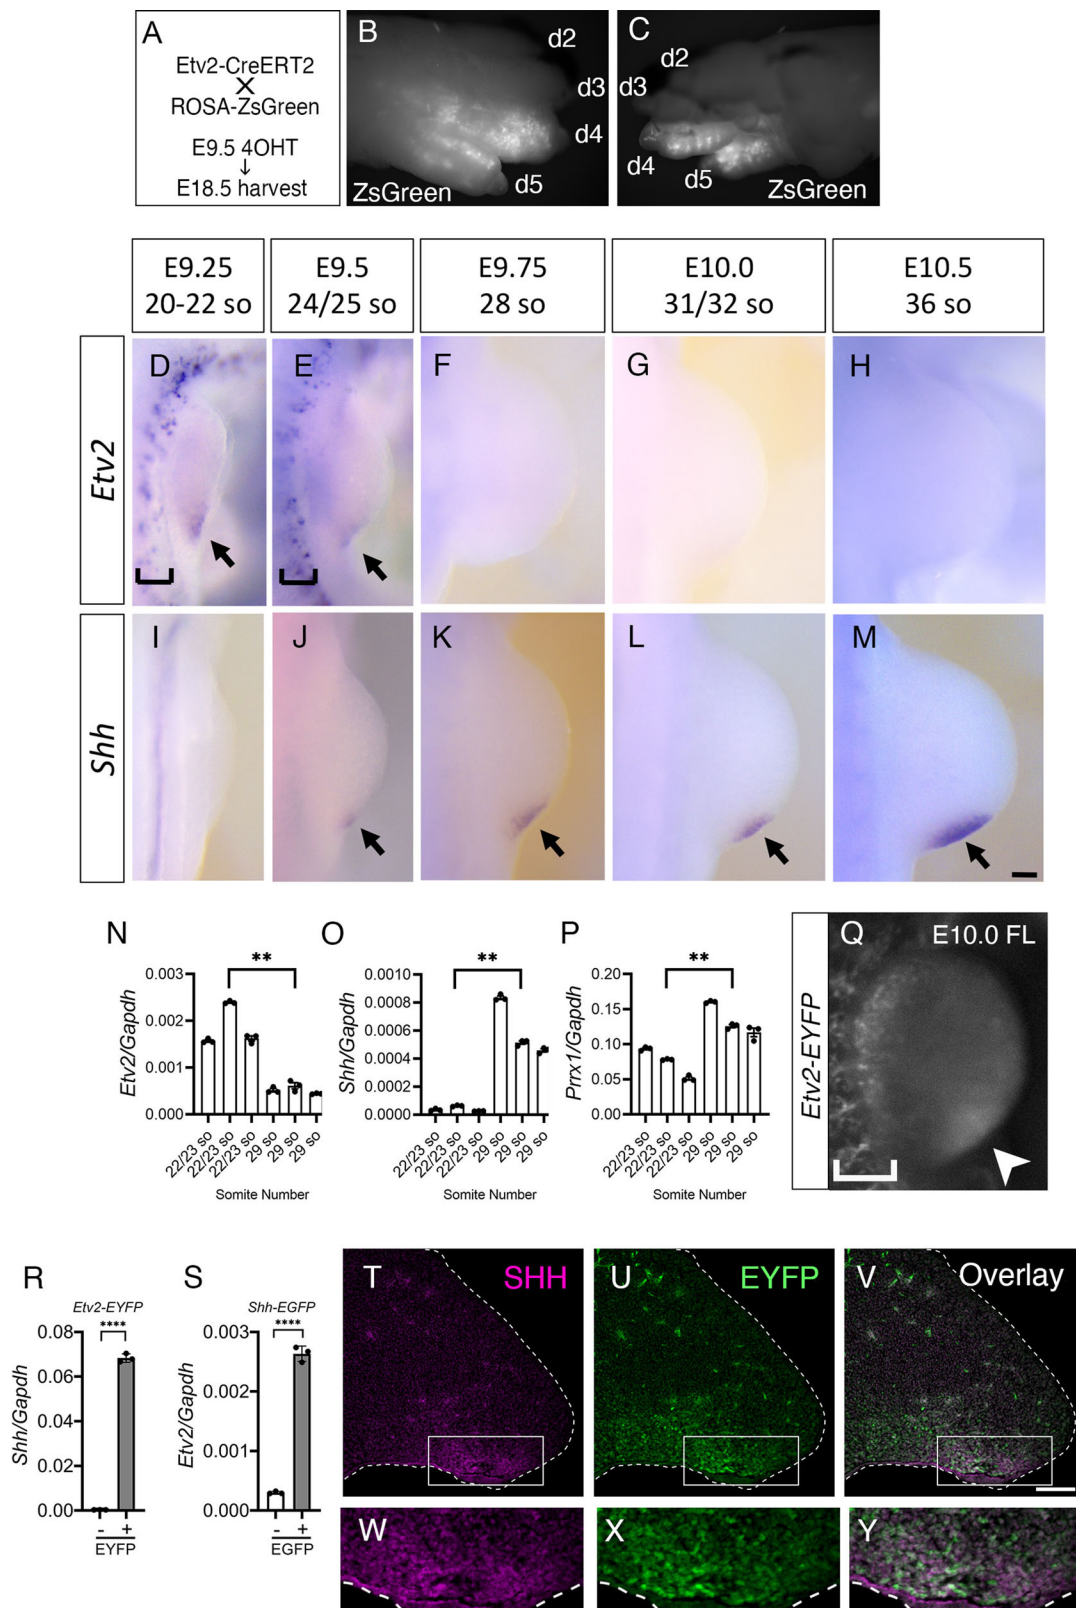 A
Etv2-CreERT2
×
ROSA-ZsGreen
E9.5 4OHT
↓
E18.5 harvest
B
d2
d3
d4
d5
ZsGreen
C
d2
d3
d4
d5
ZsGreen
E9.25
20-22 so
E9.5
24/25 so
E9.75
28 so
E10.0
31/32 so
E10.5
36 so
Etv2
D
E
F
G
H
Shh
I
J
K
L
M
N
**
Etv2/Gapdh
0.003
0.002
0.001
0.000
22/23 so
22/23 so
22/23 so
29 so
29 so
29 so
Somite Number
O
**
Shh/Gapdh
0.0010
0.0008
0.0006
0.0004
0.0002
0.0000
22/23 so
22/23 so
22/23 so
29 so
29 so
29 so
Somite Number
P
**
Prrx1/Gapdh
0.20
0.15
0.10
0.05
0.00
22/23 so
22/23 so
22/23 so
29 so
29 so
29 so
Somite Number
Etv2-EYFP
Q
E10.0 FL
R
Etv2-EYFP
****
Shh/Gapdh
0.08
0.06
0.04
0.03
0.02
0.01
0.00
- +
EYFP
S
Shh-EGFP
****
Etv2/Gapdh
0.003
0.002
0.001
0.000
- +
EGFP
T
SHH
U
EYFP
V
Overlay
W
X
Y